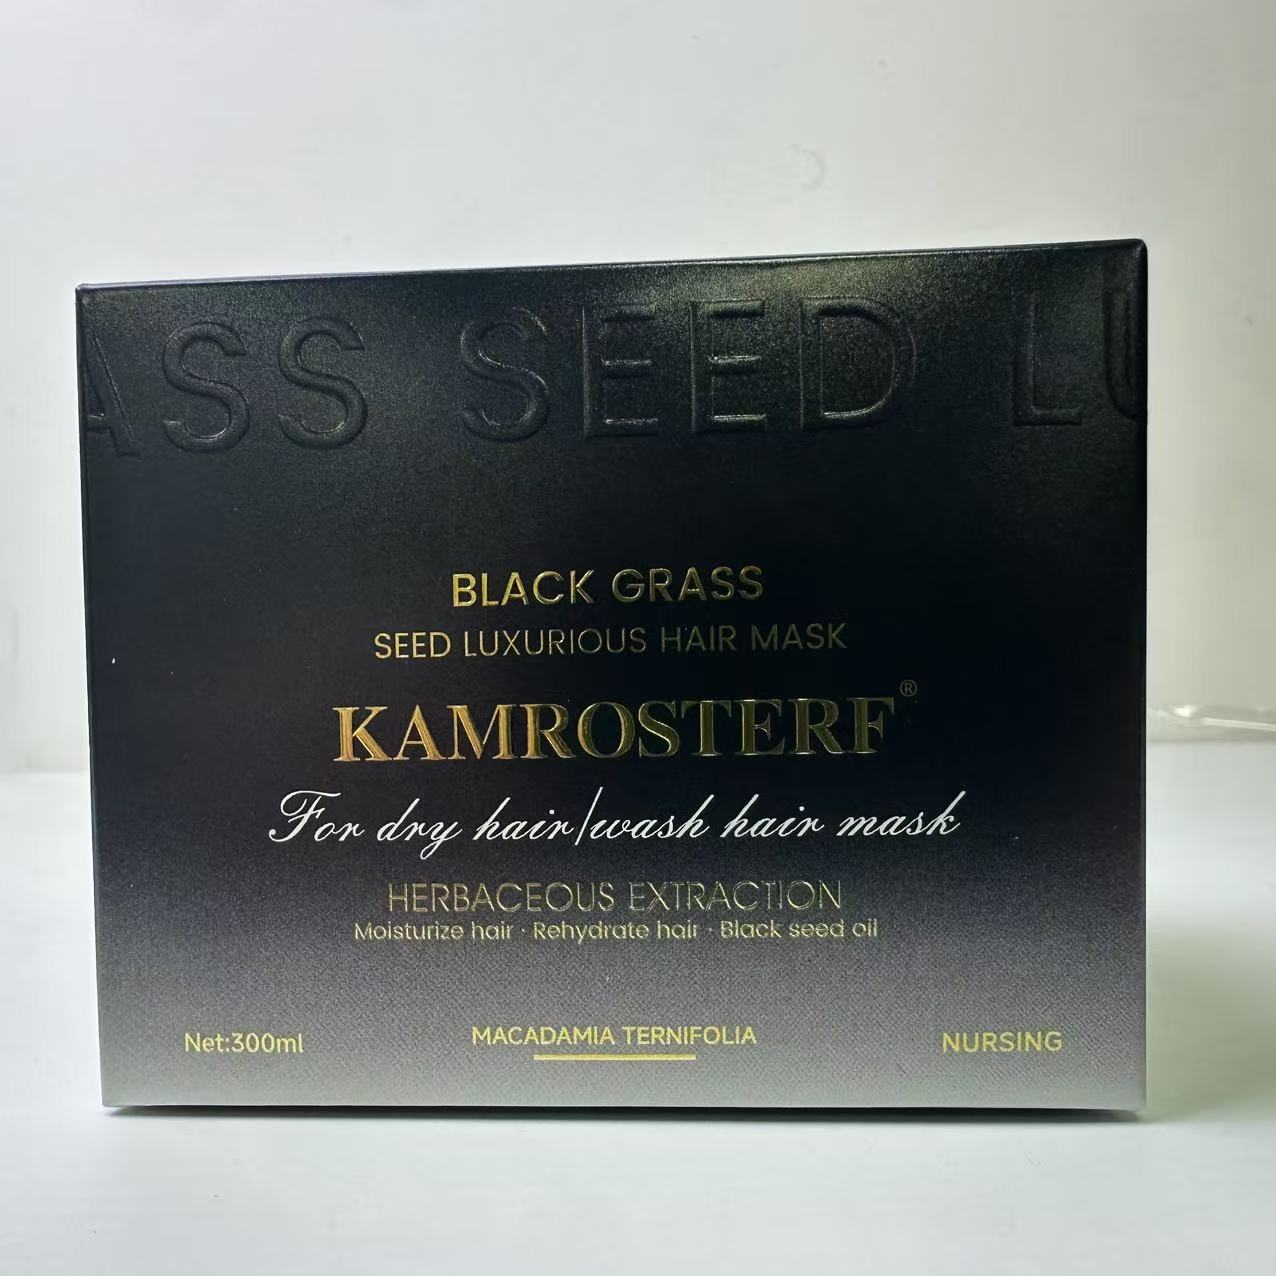 ASS SEED LU
BLACK GRASS
SEED LUXURIOUS HAIR MASK
KAMROSTERF®
For dry hair/wash hair mask
HERBACEOUS EXTRACTION
Moisturize hair · Rehydrate hair · Black seed oil
Net:300ml
MACADAMIA TERNIFOLIA
NURSING